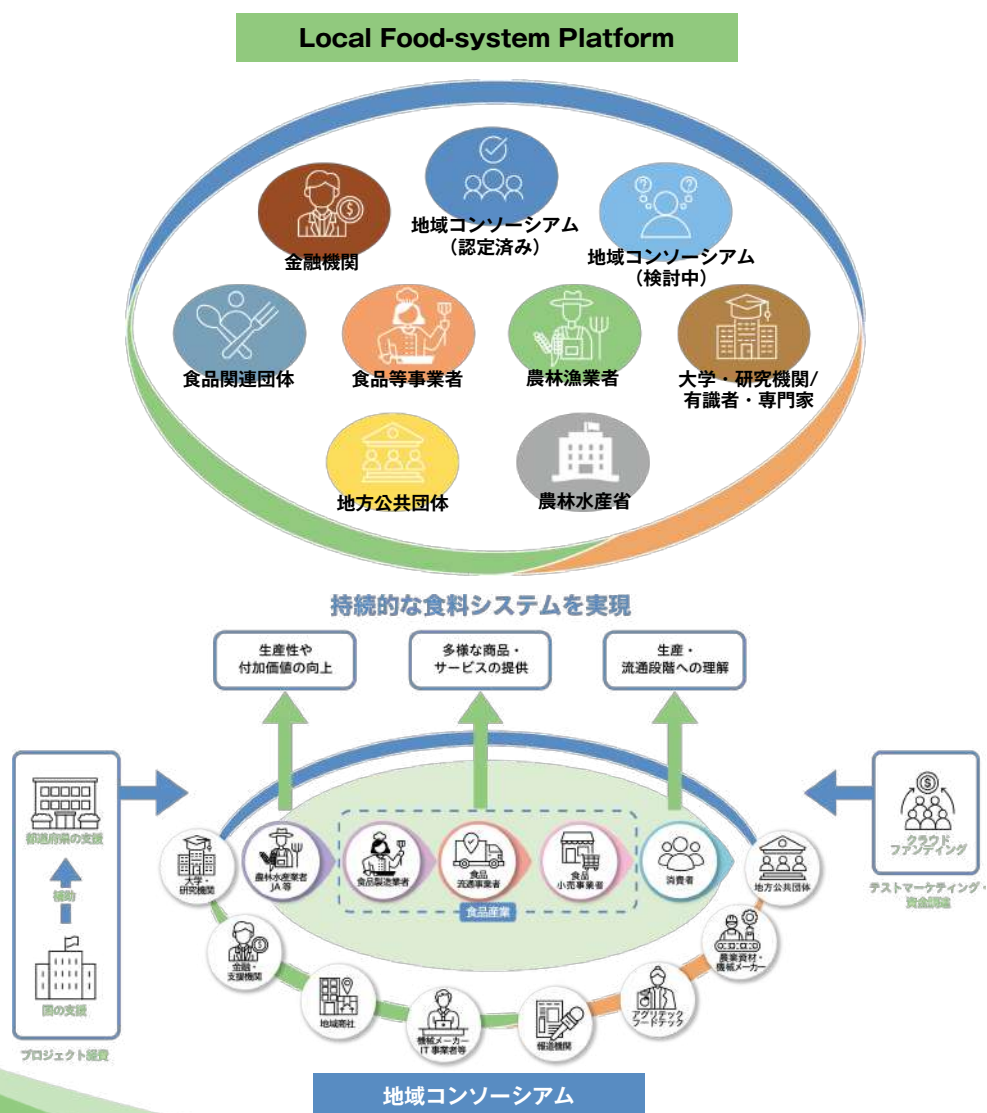 Local Food-system Platform
金融機関
地域コンソーシアム
（認定済み）
地域コンソーシアム
（検討中）
食品関連団体
食品等事業者
農林漁業者
大学・研究機関/
有識者・専門家
地方公共団体
農林水産省
持続的な食料システムを実現
生産性や
付加価値の向上
多様な商品・
サービスの提供
生産・
流通段階への理解
都道府県の支援
補助
国の支援
プロジェクト経費
大学・
研究機関
農林水産業者
JA 等
食品製造業者
食品
流通事業者
食品
小売事業者
食品産業
消費者
地方公共団体
クラウド
ファンディング
テストマーケティング・
資金調達
金融・
支援機関
地域商社
機械メーカー
IT 事業者等
報道機関
アグリテック
フードテック
農業資材・
機械メーカー
地域コンソーシアム